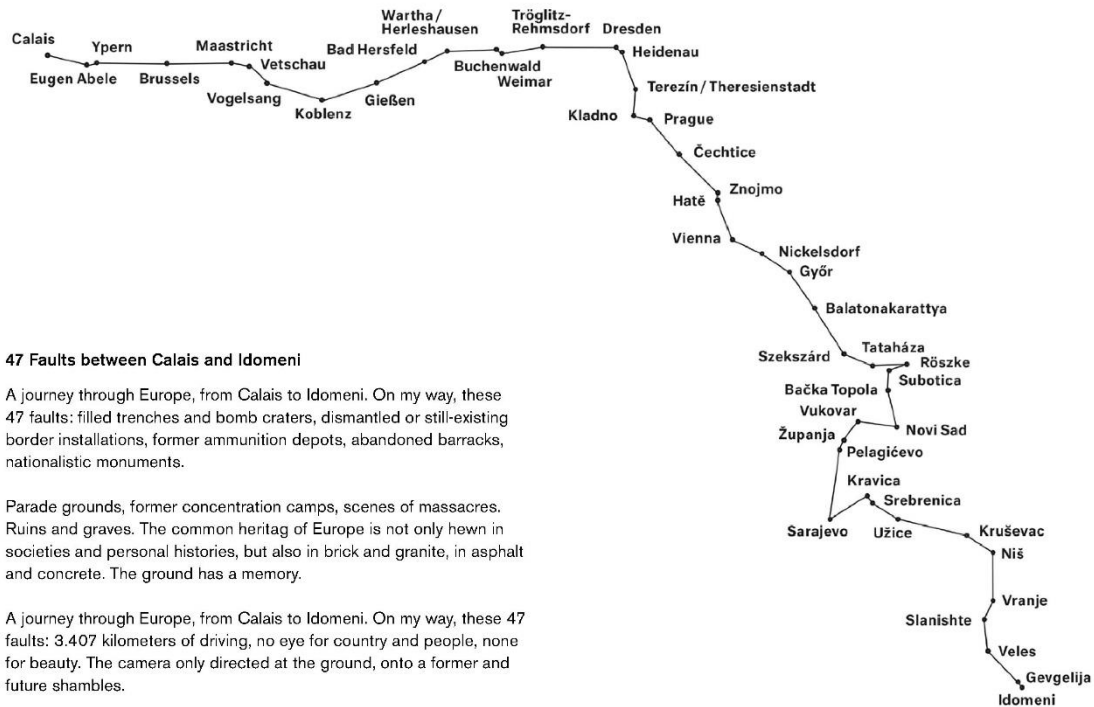 Calais
Eugen Abele
Ypern
Brussels
Maastricht
Vetschau
Vogelsang
Koblenz
Gießen
Bad Hersfeld
Wartha /
Herleshausen
Buchenwald
Weimar
Tröglitz-
Rehmsdorf
Dresden
Heidenau
Terezín / Theresienstadt
Kladno
Prague
Čechtice
Znojmo
Hatě
Vienna
Nickelsdorf
Győr
Balatonakarattya
Szekszárd
Tataháza
Röszke
Subotica
Bačka Topola
Novi Sad
Vukovar
Županja
Pelagićevo
Sarajevo
Kravica
Srebrenica
Užice
Kruševac
Niš
Vranje
Slanishte
Veles
Gevgelija
Idomeni
47 Faults between Calais and Idomeni
A journey through Europe, from Calais to Idomeni. On my way, these
47 faults: filled trenches and bomb craters, dismantled or still-existing
border installations, former ammunition depots, abandoned barracks,
nationalistic monuments.
Parade grounds, former concentration camps, scenes of massacres.
Ruins and graves. The common heritag of Europe is not only hewn in
societies and personal histories, but also in brick and granite, in asphalt
and concrete. The ground has a memory.
A journey through Europe, from Calais to Idomeni. On my way, these 47
faults: 3.407 kilometers of driving, no eye for country and people, none
for beauty. The camera only directed at the ground, onto a former and
future shambles.